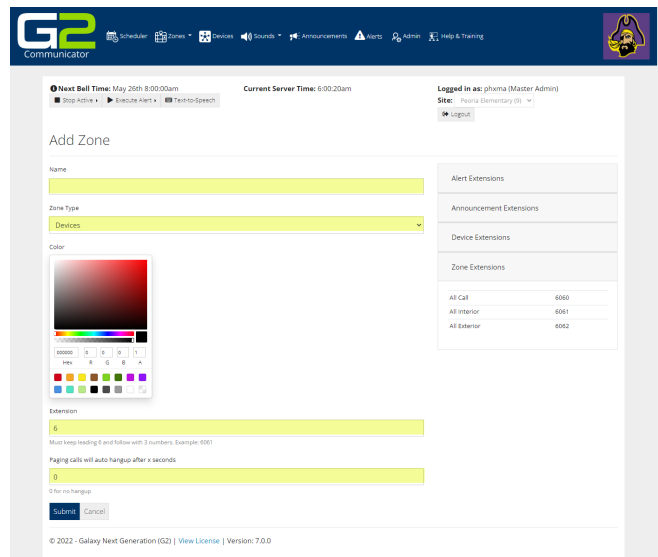 G2
Communicator
Scheduler Zones Devices Sounds Announcements Alerts Admin Help & Training
Next Bell Time: May 26th 8:00:00am
Current Server Time: 6:00:20am
Logged in as: phxma (Master Admin)
Stop Active Execute Alert Text-to-Speech
Site: Peoria Elementary (9)
Logout
Add Zone
Name
Zone Type
Devices
Color
000000 0 0 0 1
Hex R G B A
Extension
6
Must keep leading 6 and follow with 3 numbers. Example: 6061
Paging calls will auto hangup after x seconds
0
0 for no hangup
Submit Cancel
Alert Extensions
Announcement Extensions
Device Extensions
Zone Extensions
All Call 6060
All Interior 6061
All Exterior 6062
© 2022 - Galaxy Next Generation (G2) | View License | Version: 7.0.0